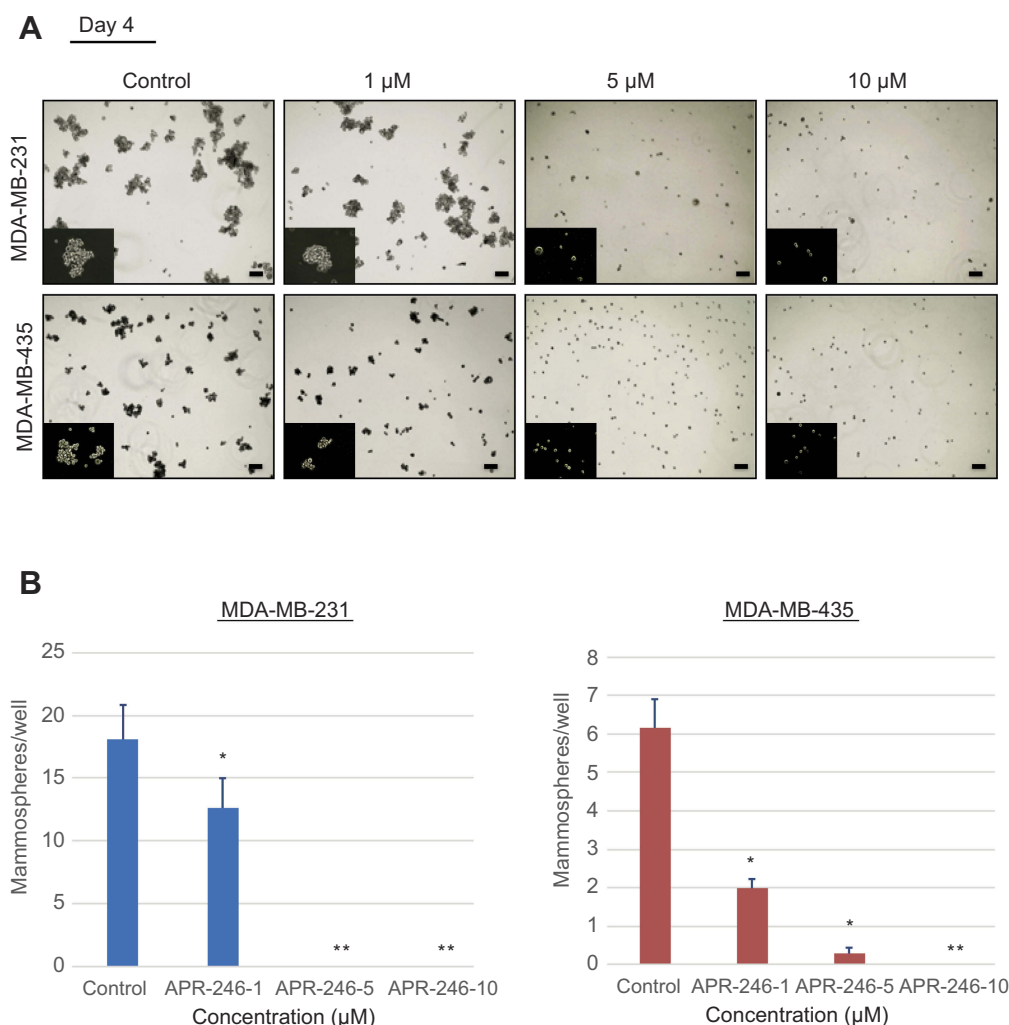 A
Day 4
Control 1 µM 5 µM 10 µM
MDA-MB-231
MDA-MB-435
B
MDA-MB-231
Mammospheres/well
25
20
15
10
5
0
*
** **
Control APR-246-1 APR-246-5 APR-246-10
Concentration (µM)
MDA-MB-435
Mammospheres/well
8
7
6
5
4
3
2
1
0
*
*
**
Control APR-246-1 APR-246-5 APR-246-10
Concentration (µM)